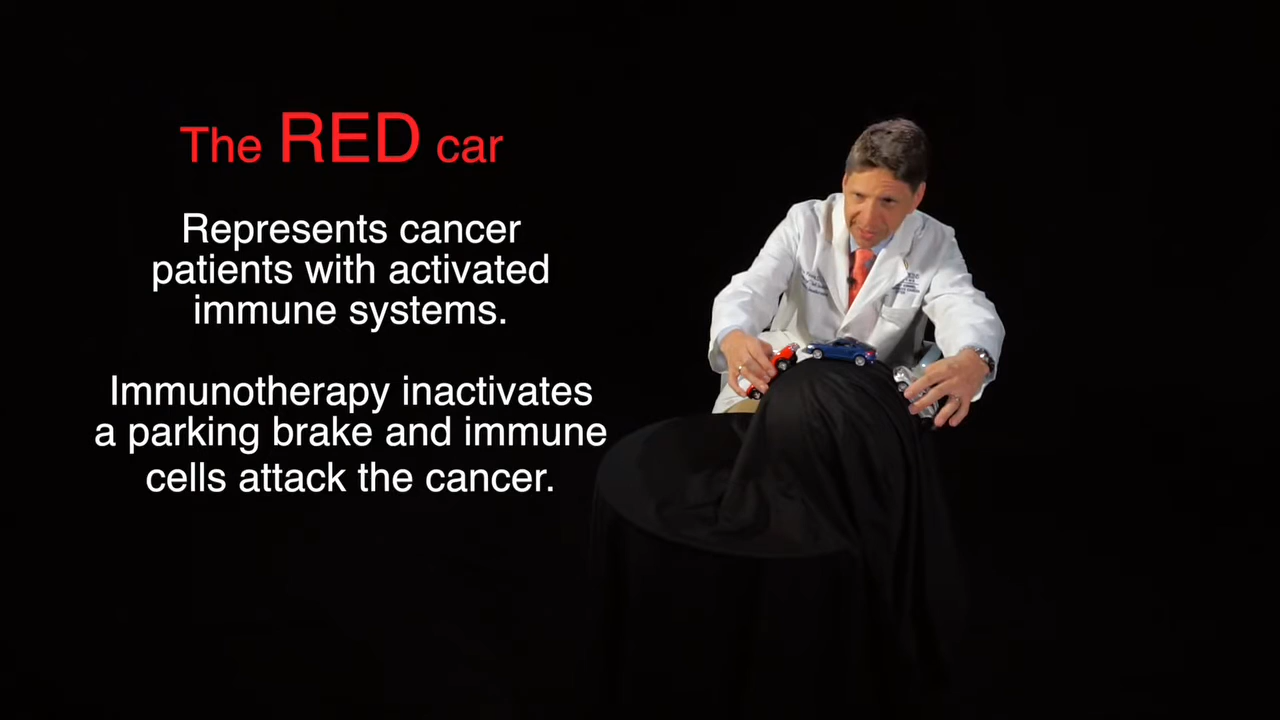 The RED car
Represents cancer
patients with activated
immune systems.
Immunotherapy inactivates
a parking brake and immune
cells attack the cancer.